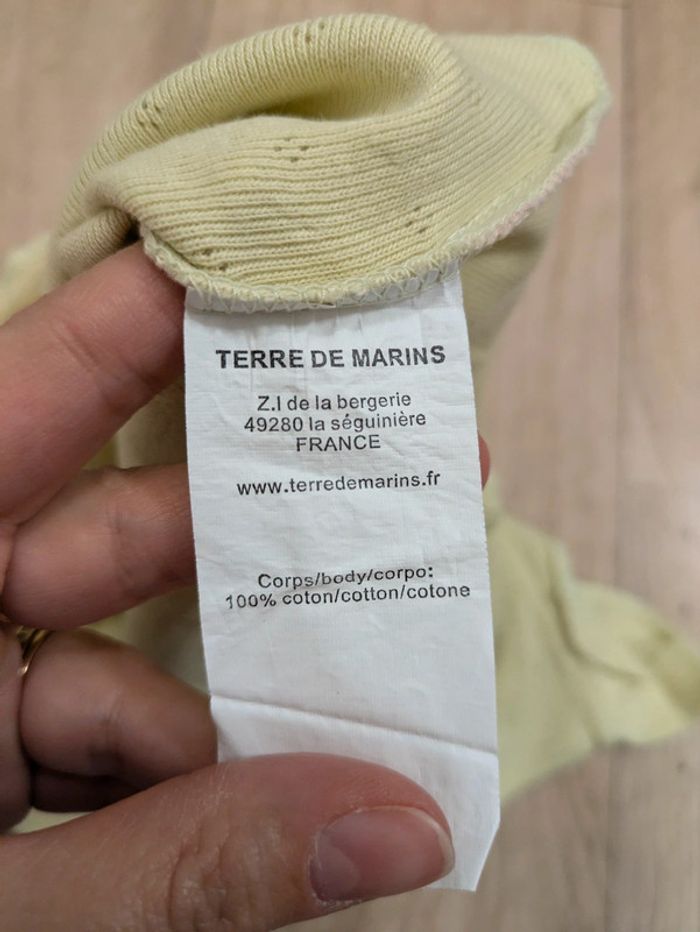 TERRE DE MARINS
Z.I de la bergerie
49280 la séguinière
FRANCE
www.terredemarins.fr
Corps/body/corpo:
100% coton/cotton/cotone